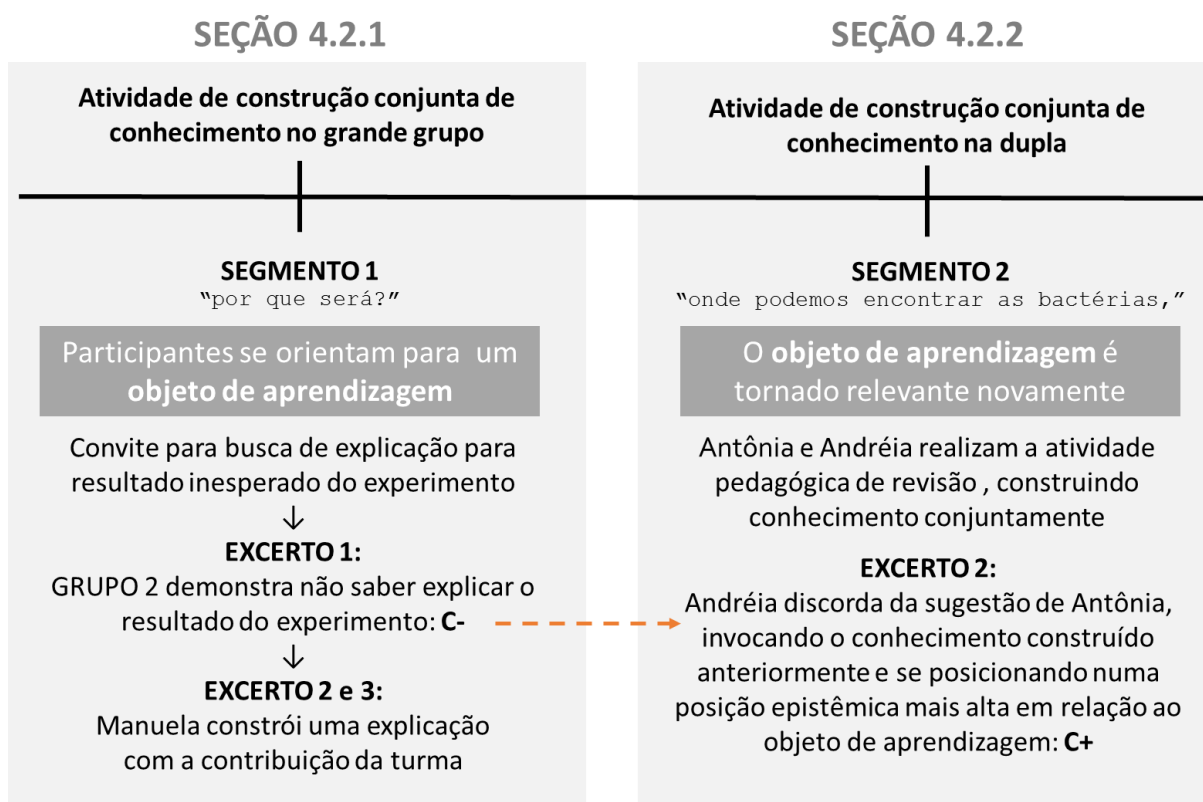 SEÇÃO 4.2.1
Atividade de construção conjunta de
conhecimento no grande grupo
SEGMENTO 1
“por que será?”
Participantes se orientam para um
objeto de aprendizagem
Convite para busca de explicação para
resultado inesperado do experimento
↓
EXCERTO 1:
GRUPO 2 demonstra não saber explicar o
resultado do experimento: C-
↓
EXCERTO 2 e 3:
Manuela constrói uma explicação
com a contribuição da turma
SEÇÃO 4.2.2
Atividade de construção conjunta de
conhecimento na dupla
SEGMENTO 2
“onde podemos encontrar as bactérias,”
O objeto de aprendizagem é
tornado relevante novamente
Antônia e Andréia realizam a atividade
pedagógica de revisão , construindo
conhecimento conjuntamente
EXCERTO 2:
Andréia discorda da sugestão de Antônia,
invocando o conhecimento construído
anteriormente e se posicionando numa
posição epistêmica mais alta em relação ao
objeto de aprendizagem: C+